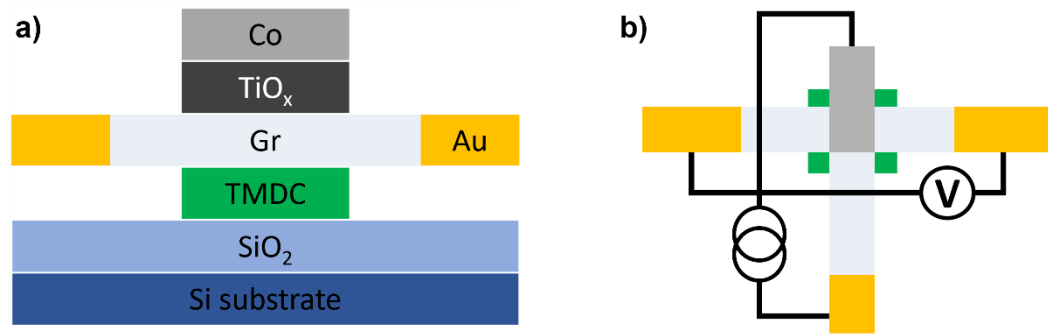 a)
Co
TiOₓ
Gr
Au
TMDC
SiO₂
Si substrate
b)
V